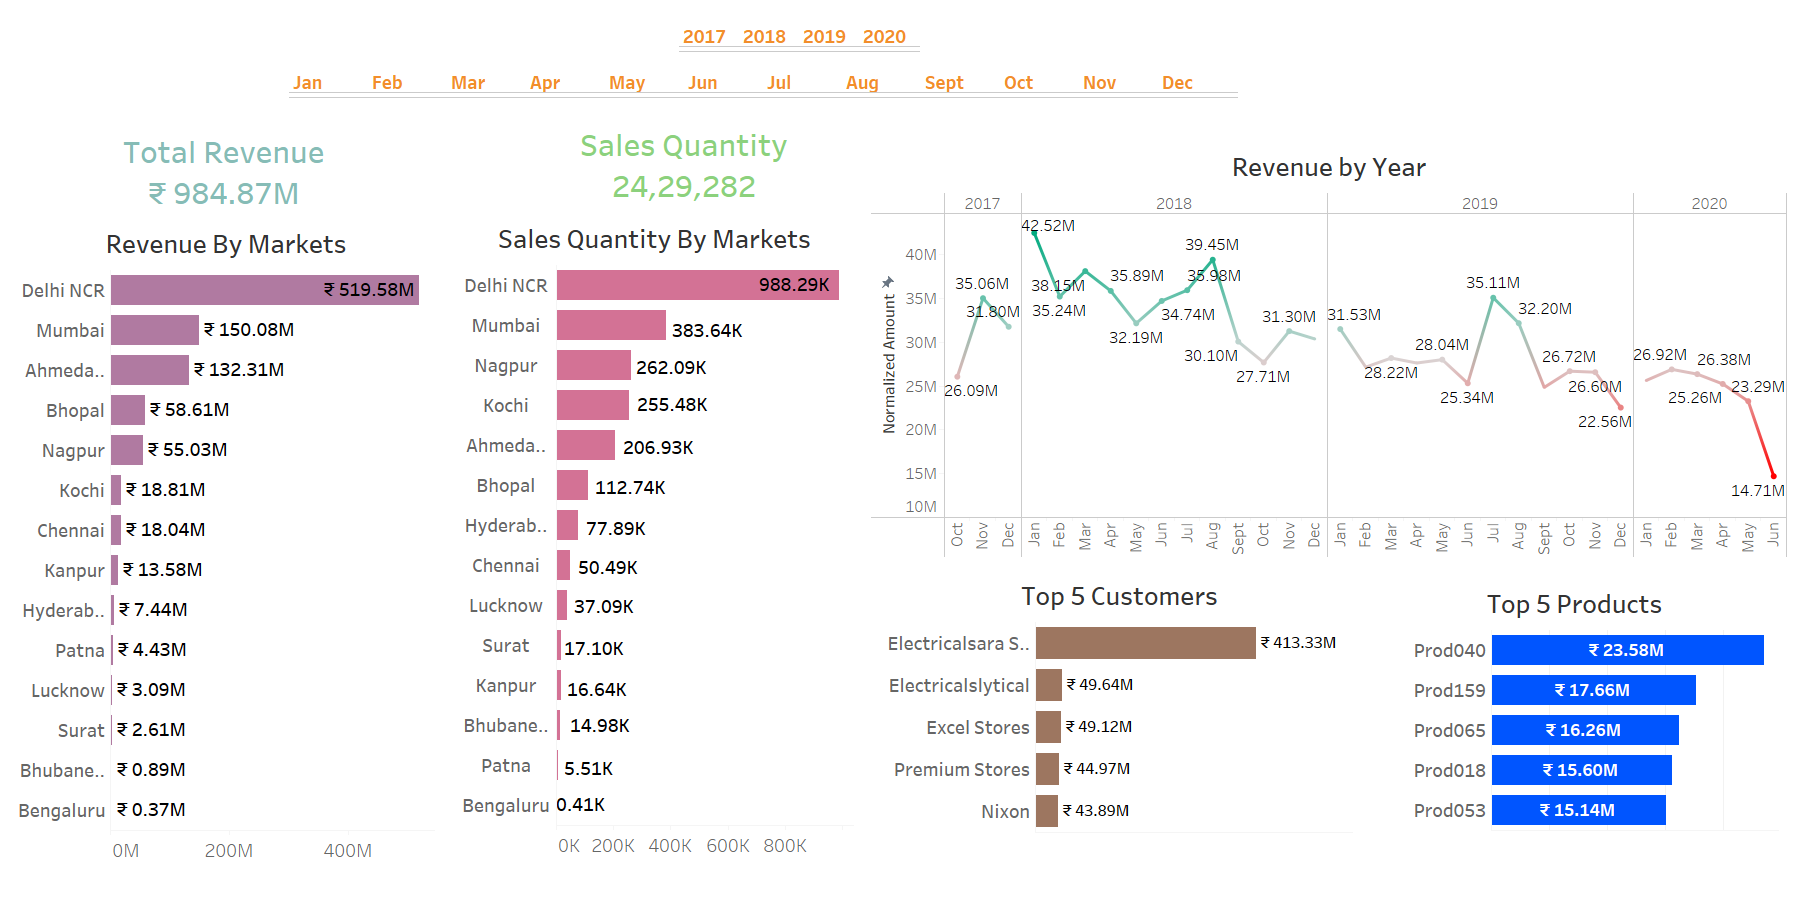 2017 2018 2019 2020
Jan Feb Mar Apr May Jun Jul Aug Sept Oct Nov Dec
Total Revenue
₹ 984.87M
Revenue By Markets
Delhi NCR ₹ 519.58M
Mumbai ₹ 150.08M
Ahmeda.. ₹ 132.31M
Bhopal ₹ 58.61M
Nagpur ₹ 55.03M
Kochi ₹ 18.81M
Chennai ₹ 18.04M
Kanpur ₹ 13.58M
Hyderab.. ₹ 7.44M
Patna ₹ 4.43M
Lucknow ₹ 3.09M
Surat ₹ 2.61M
Bhubane.. ₹ 0.89M
Bengaluru ₹ 0.37M
0M 200M 400M
Sales Quantity
24,29,282
Sales Quantity By Markets
Delhi NCR 988.29K
Mumbai 383.64K
Nagpur 262.09K
Kochi 255.48K
Ahmeda.. 206.93K
Bhopal 112.74K
Hyderab.. 77.89K
Chennai 50.49K
Lucknow 37.09K
Surat 17.10K
Kanpur 16.64K
Bhubane.. 14.98K
Patna 5.51K
Bengaluru 0.41K
0K 200K 400K 600K 800K
Revenue by Year
2017 2018 2019 2020
Normalized Amount
40M
35M
30M
25M
20M
15M
10M
26.09M 35.06M 31.80M
42.52M 35.24M 38.15M 35.89M 32.19M 34.74M 35.98M 39.45M 30.10M 27.71M 31.30M
31.53M 28.22M 28.04M 25.34M 35.11M 32.20M 26.72M 26.60M 22.56M
26.92M 26.38M 25.26M 23.29M 14.71M
Oct Nov Dec Jan Feb Mar Apr May Jun Jul Aug Sept Oct Nov Dec Jan Feb Mar Apr May Jun Jul Aug Sept Oct Nov Dec Jan Feb Mar Apr May Jun
Top 5 Customers
Electricalsara S.. ₹ 413.33M
Electricalslytical ₹ 49.64M
Excel Stores ₹ 49.12M
Premium Stores ₹ 44.97M
Nixon ₹ 43.89M
Top 5 Products
Prod040 ₹ 23.58M
Prod159 ₹ 17.66M
Prod065 ₹ 16.26M
Prod018 ₹ 15.60M
Prod053 ₹ 15.14M